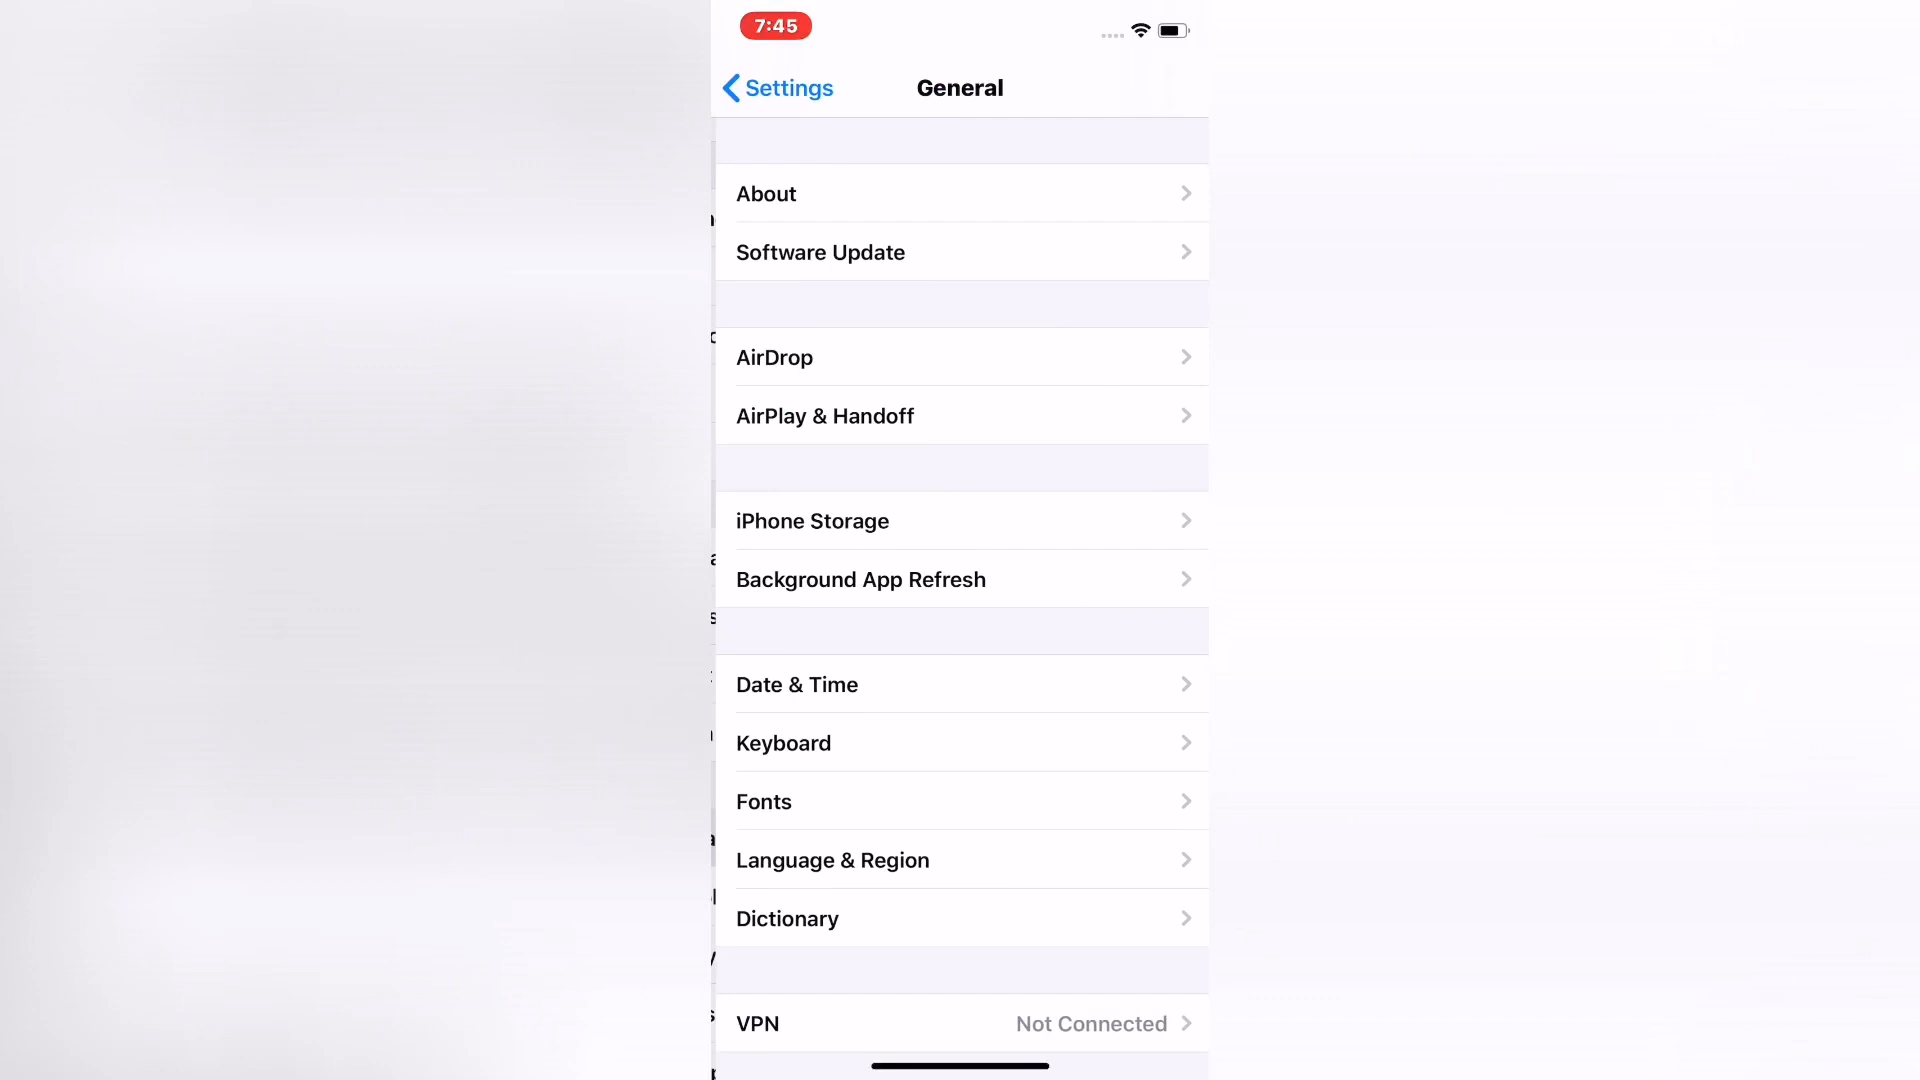 7:45
Settings
General
About
Software Update
AirDrop
AirPlay & Handoff
iPhone Storage
Background App Refresh
Date & Time
Keyboard
Fonts
Language & Region
Dictionary
VPN Not Connected